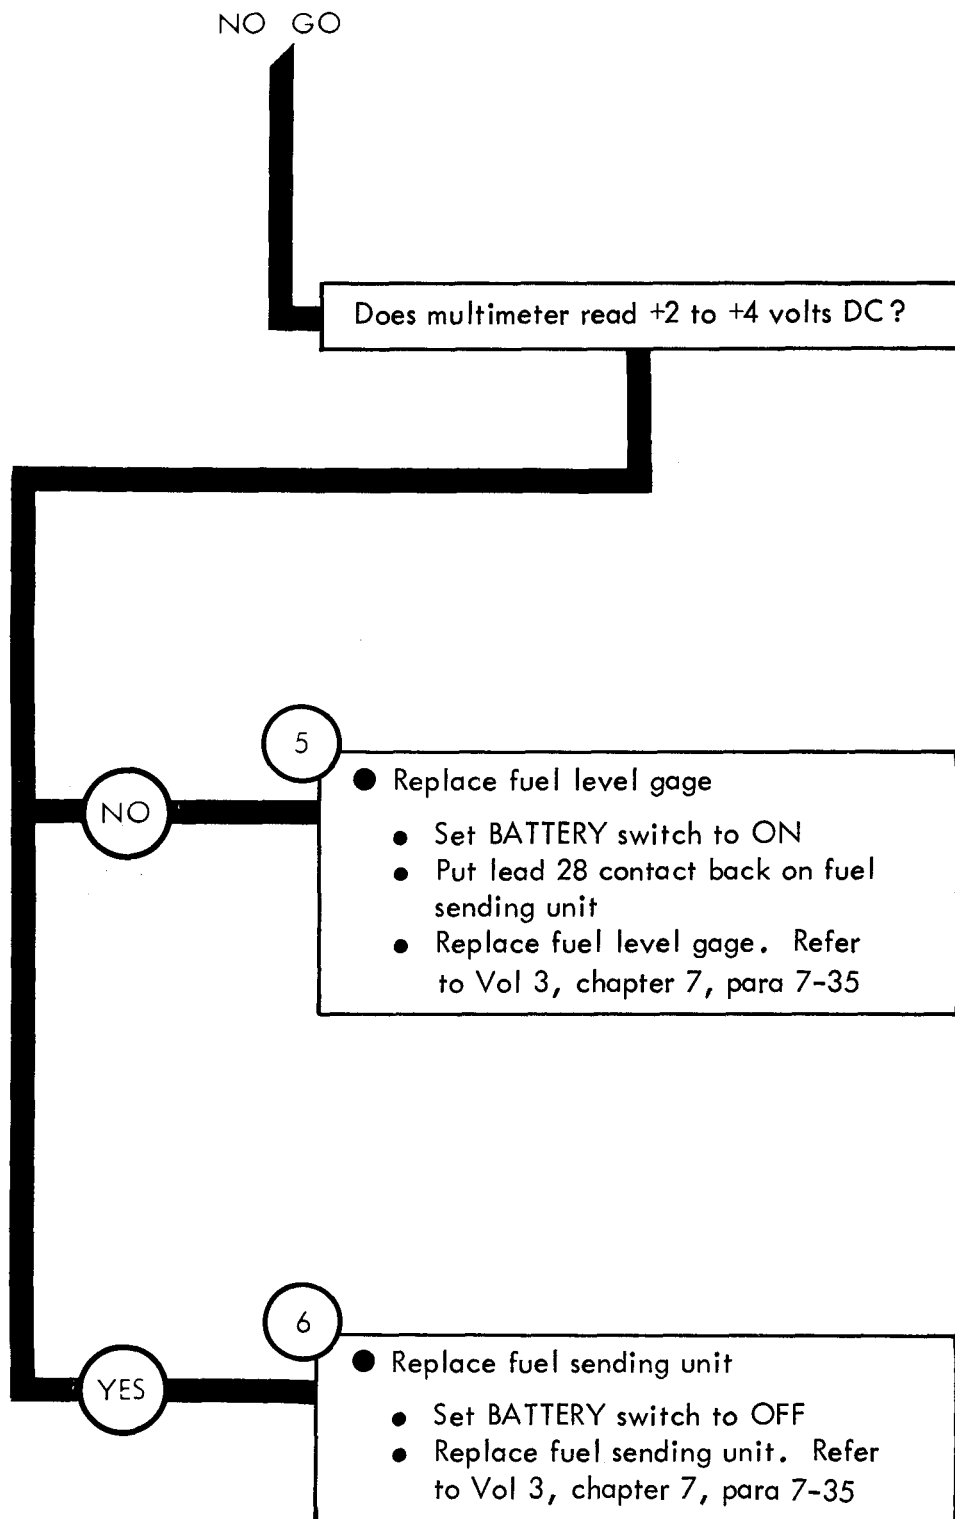 NO GO
Does multimeter read +2 to +4 volts DC?
5
NO
● Replace fuel level gage
● Set BATTERY switch to ON
● Put lead 28 contact back on fuel
sending unit
● Replace fuel level gage. Refer
to Vol 3, chapter 7, para 7-35
6
YES
● Replace fuel sending unit
● Set BATTERY switch to OFF
● Replace fuel sending unit. Refer
to Vol 3, chapter 7, para 7-35